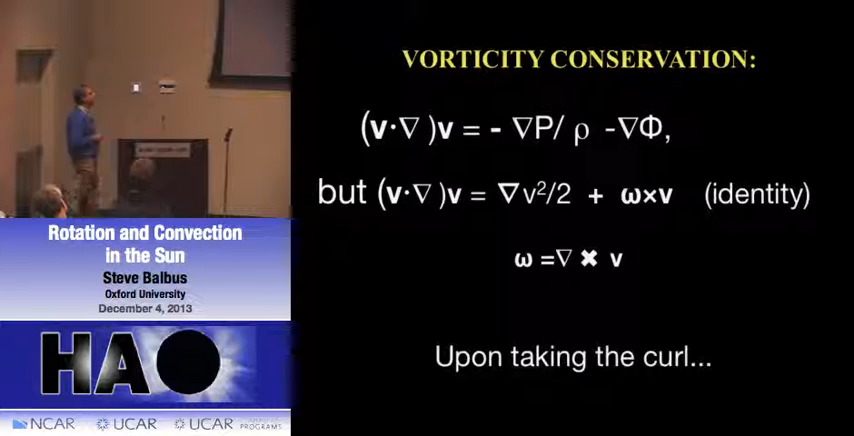 VORTICITY CONSERVATION:
(v·∇ )v = - ∇P/ ρ -∇Φ,
but (v·∇ )v = ∇v²/2 + ω×v (identity)
ω =∇ ✖ v
Upon taking the curl...
Rotation and Convection
in the Sun
Steve Balbus
Oxford University
December 4, 2013
HAO
NCAR UCAR UCAR
PROGRAMS